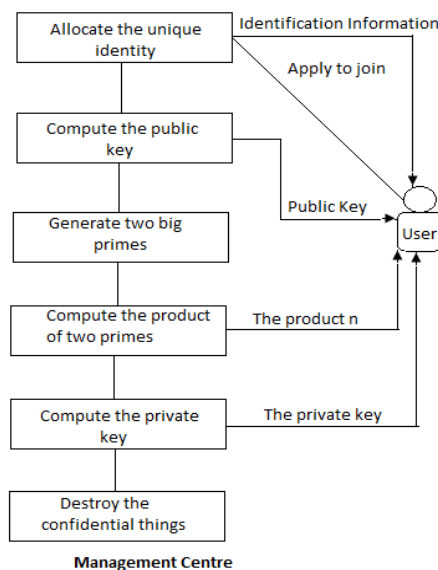 Allocate the unique
identity
Identification Information
Apply to join
Compute the public
key
Public Key
User
Generate two big
primes
Compute the product
of two primes
The product n
Compute the private
key
The private key
Destroy the
confidential things
Management Centre